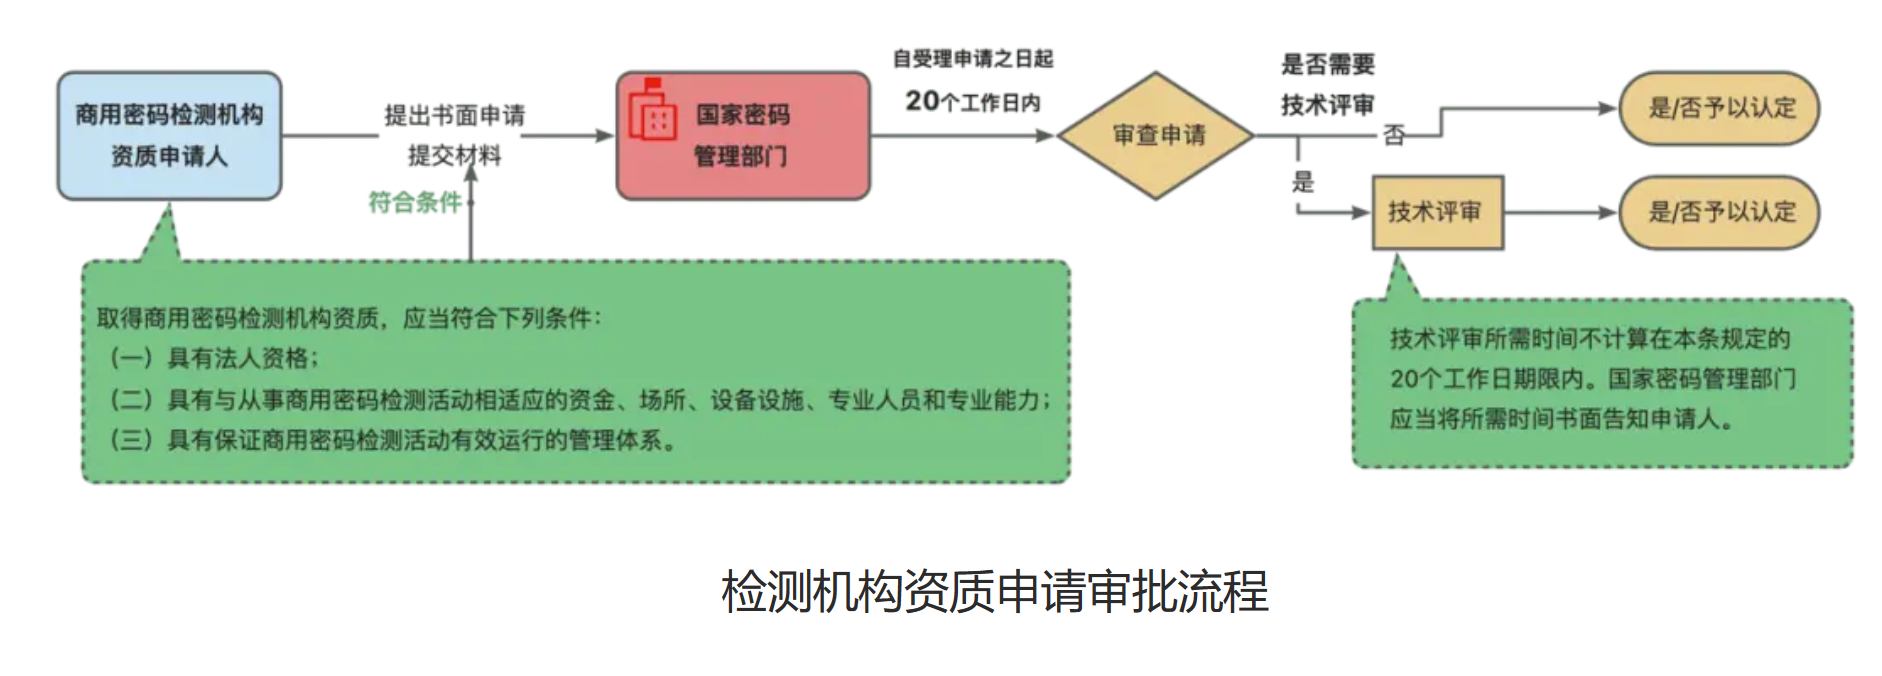 商用密码检测机构
资质申请人
提出书面申请
提交材料
符合条件
国家密码
管理部门
自受理申请之日起
20个工作日内
审查申请
是否需要
技术评审
否
是/否予以认定
是
技术评审
是/否予以认定
取得商用密码检测机构资质，应当符合下列条件：
（一）具有法人资格；
（二）具有与从事商用密码检测活动相适应的资金、场所、设备设施、专业人员和专业能力；
（三）具有保证商用密码检测活动有效运行的管理体系。
技术评审所需时间不计算在本条规定的
20个工作日期限内。国家密码管理部门
应当将所需时间书面告知申请人。
检测机构资质申请审批流程